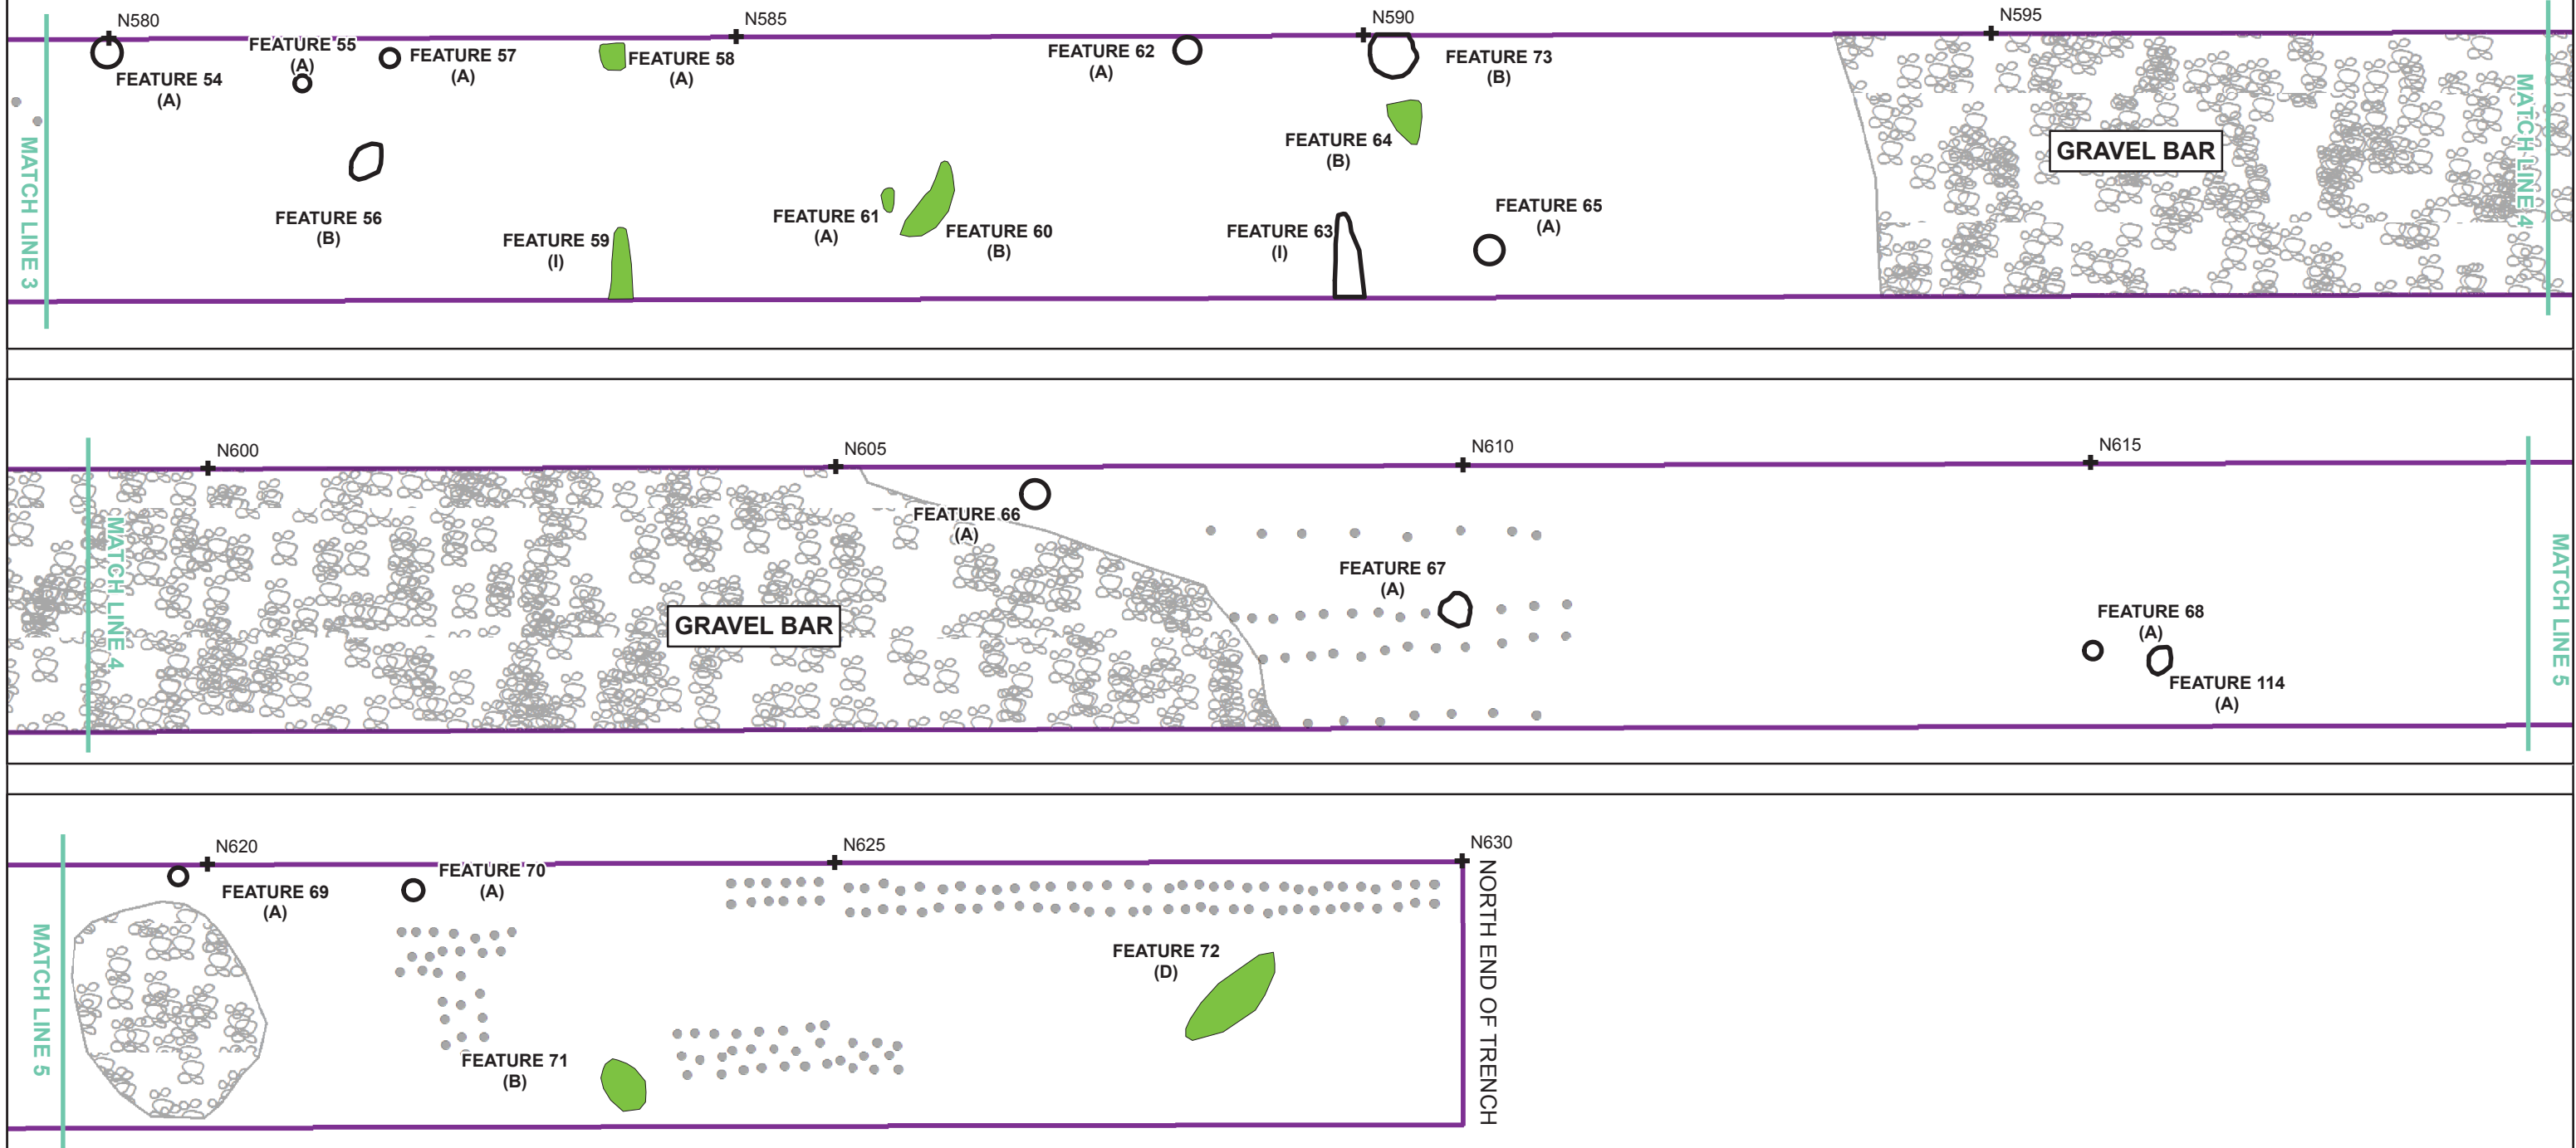 N580
N585
N590
N595
FEATURE 54
(A)
FEATURE 55
(A)
FEATURE 57
(A)
FEATURE 58
(A)
FEATURE 62
(A)
FEATURE 73
(B)
FEATURE 64
(B)
GRAVEL BAR
MATCH LINE 3
MATCH LINE 4
FEATURE 56
(B)
FEATURE 59
(I)
FEATURE 61
(A)
FEATURE 60
(B)
FEATURE 63
(I)
FEATURE 65
(A)
N600
N605
N610
N615
MATCH LINE 4
FEATURE 66
(A)
GRAVEL BAR
FEATURE 67
(A)
FEATURE 68
(A)
FEATURE 114
(A)
MATCH LINE 5
N620
N625
N630
MATCH LINE 5
FEATURE 69
(A)
FEATURE 70
(A)
FEATURE 71
(B)
FEATURE 72
(D)
NORTH END OF TRENCH